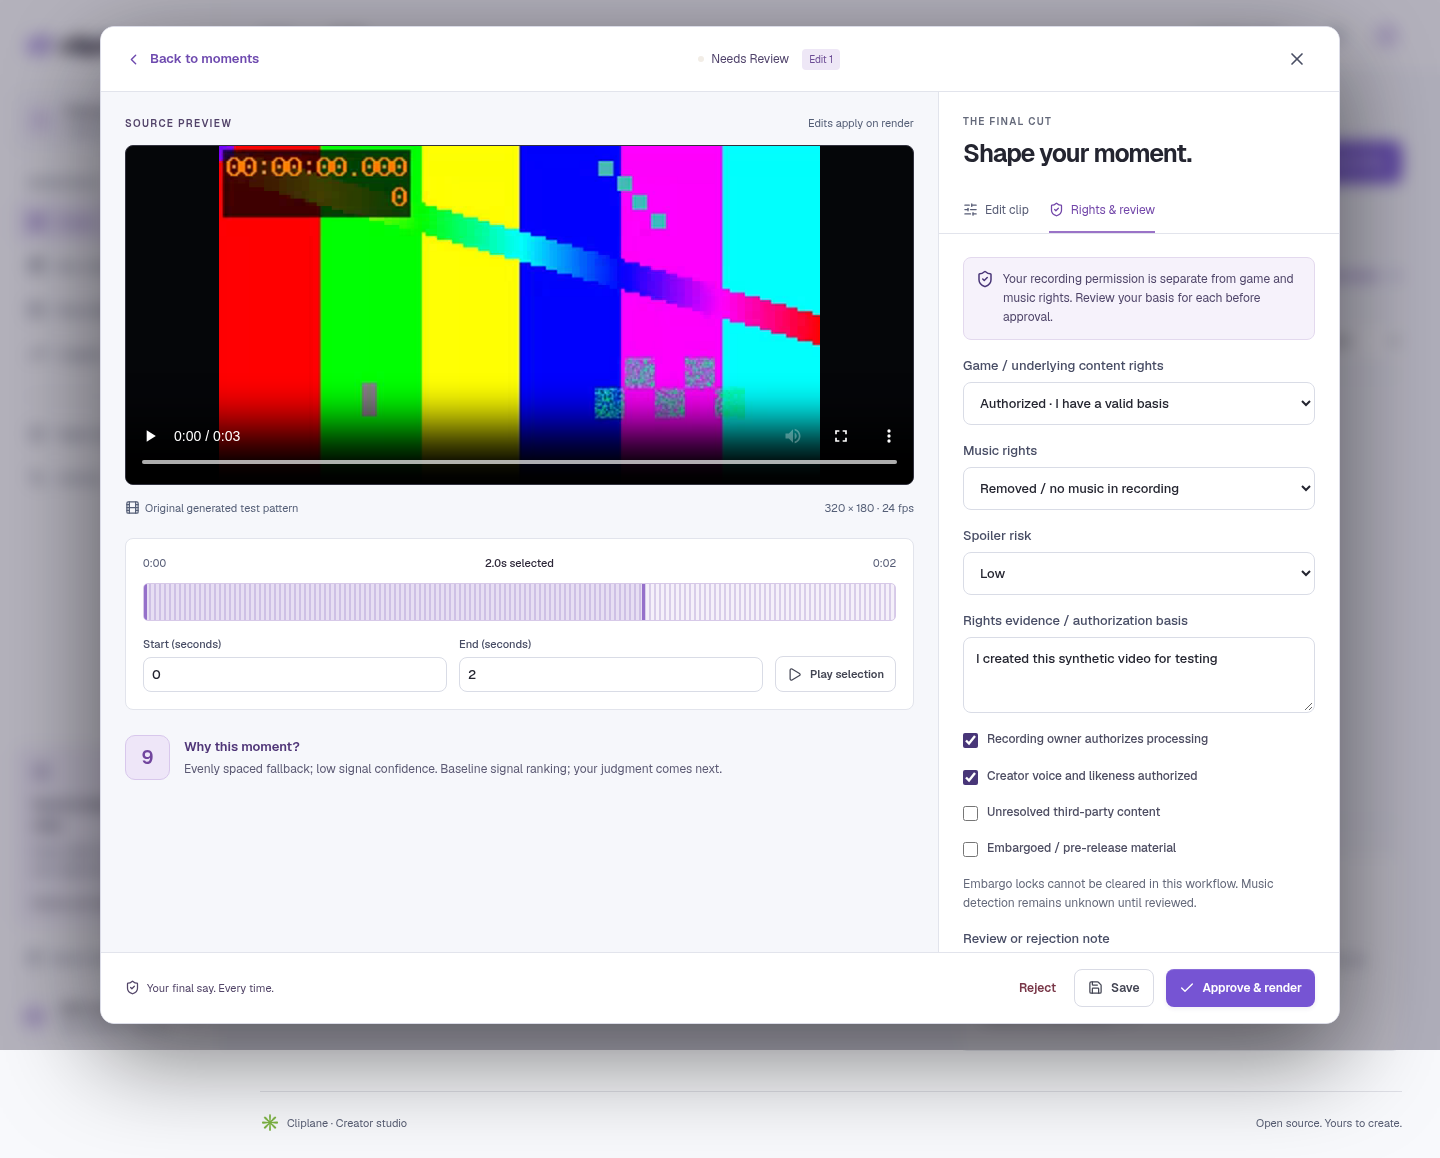 Back to moments
Needs Review
Edit 1
SOURCE PREVIEW
Edits apply on render
00:00:00.000
0
0:00 / 0:03
Original generated test pattern
320 × 180 · 24 fps
0:00
2.0s selected
0:02
Start (seconds)
End (seconds)
0
2
Play selection
9
Why this moment?
Evenly spaced fallback; low signal confidence. Baseline signal ranking; your judgment comes next.
THE FINAL CUT
Shape your moment.
Edit clip
Rights & review
Your recording permission is separate from game and
music rights. Review your basis for each before
approval.
Game / underlying content rights
Authorized · I have a valid basis
Music rights
Removed / no music in recording
Spoiler risk
Low
Rights evidence / authorization basis
I created this synthetic video for testing
Recording owner authorizes processing
Creator voice and likeness authorized
Unresolved third-party content
Embargoed / pre-release material
Embargo locks cannot be cleared in this workflow. Music
detection remains unknown until reviewed.
Review or rejection note
Your final say. Every time.
Reject
Save
Approve & render
Cliplane · Creator studio
Open source. Yours to create.